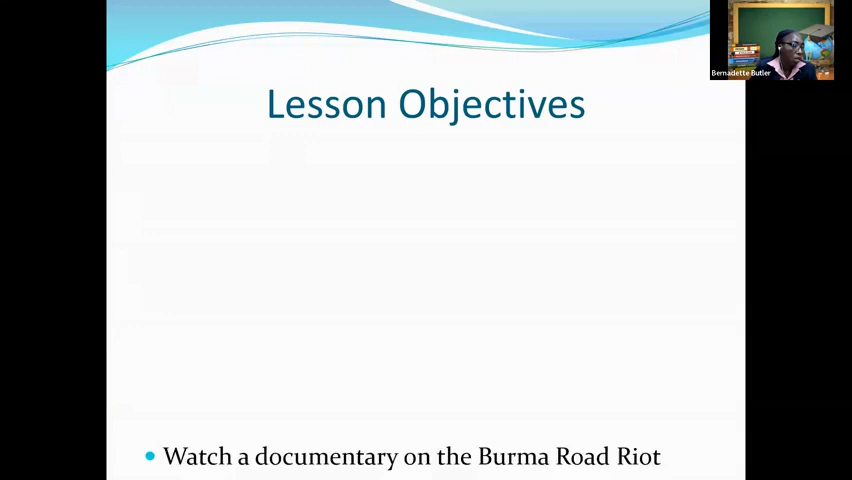 Bernadette Butler
Lesson Objectives
Watch a documentary on the Burma Road Riot